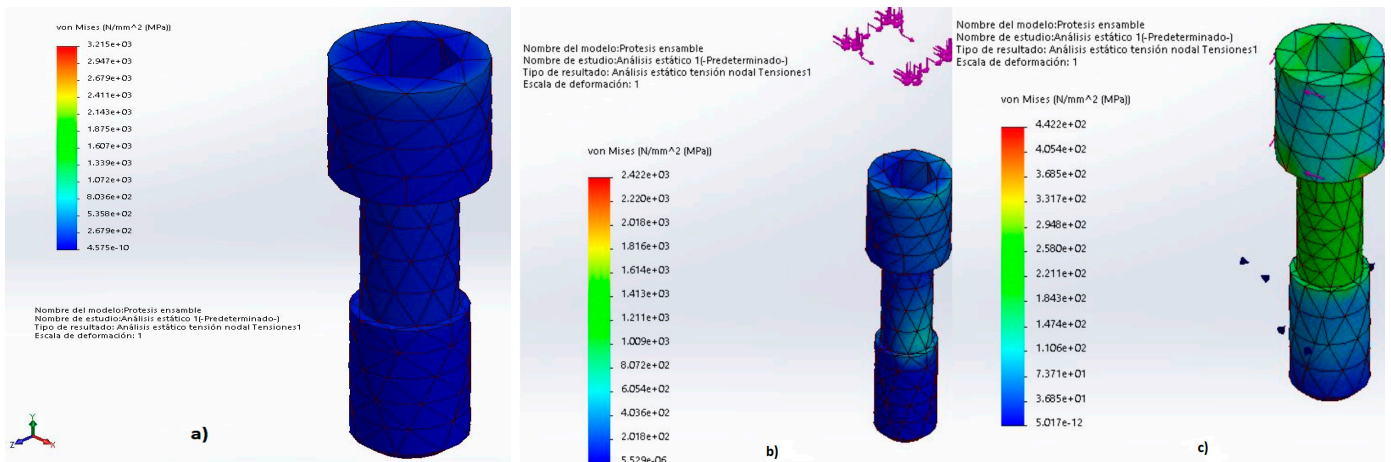 von Mises (N/mm^2 (MPa))
3.215e+03
2.947e+03
2.679e+03
2.411e+03
2.143e+03
1.875e+03
1.607e+03
1.339e+03
1.072e+03
8.036e+02
5.358e+02
2.679e+02
4.575e-10
Nombre del modelo:Protesis ensamble
Nombre de estudio:Análisis estático 1(-Predeterminado-)
Tipo de resultado: Análisis estático tensión nodal Tensiones1
Escala de deformación: 1
Y
Z
X
a)
Nombre del modelo:Protesis ensamble
Nombre de estudio:Análisis estático 1(-Predeterminado-)
Tipo de resultado: Análisis estático tensión nodal Tensiones1
Escala de deformación: 1
von Mises (N/mm^2 (MPa))
2.422e+03
2.220e+03
2.018e+03
1.816e+03
1.614e+03
1.413e+03
1.211e+03
1.009e+03
8.072e+02
6.054e+02
4.036e+02
2.018e+02
5.529e-06
b)
Nombre del modelo:Protesis ensamble
Nombre de estudio:Análisis estático 1(-Predeterminado-)
Tipo de resultado: Análisis estático tensión nodal Tensiones1
Escala de deformación: 1
von Mises (N/mm^2 (MPa))
4.422e+02
4.054e+02
3.685e+02
3.317e+02
2.948e+02
2.580e+02
2.211e+02
1.843e+02
1.474e+02
1.106e+02
7.371e+01
3.685e+01
5.017e-12
c)